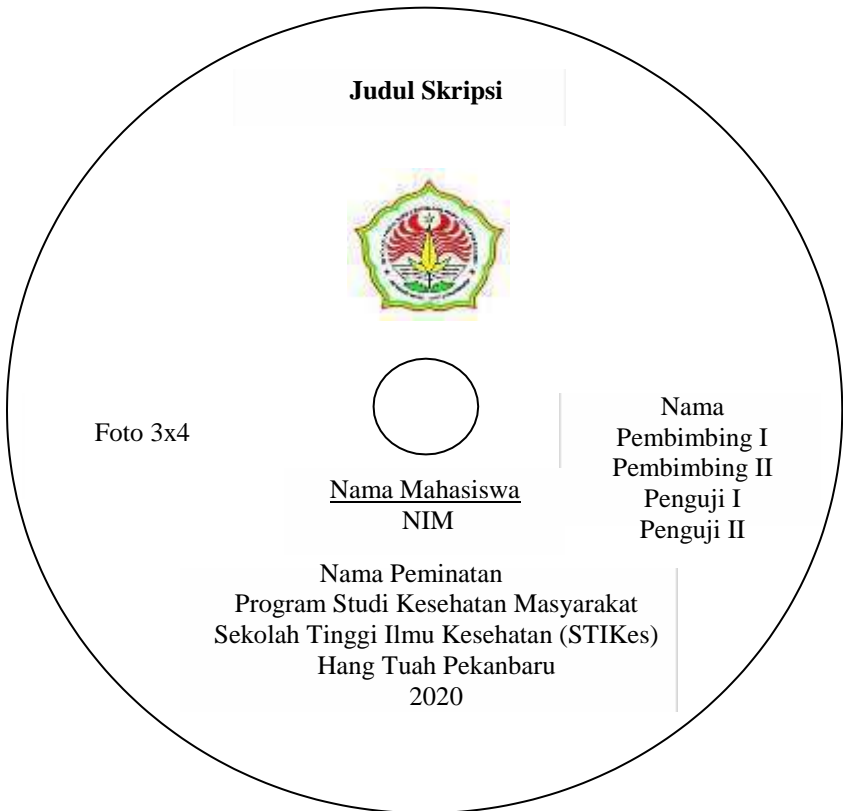 Judul Skripsi
Foto 3x4
Nama
Pembimbing I
Pembimbing II
Penguji I
Penguji II
Nama Mahasiswa
NIM
Nama Peminatan
Program Studi Kesehatan Masyarakat
Sekolah Tinggi Ilmu Kesehatan (STIKes)
Hang Tuah Pekanbaru
2020